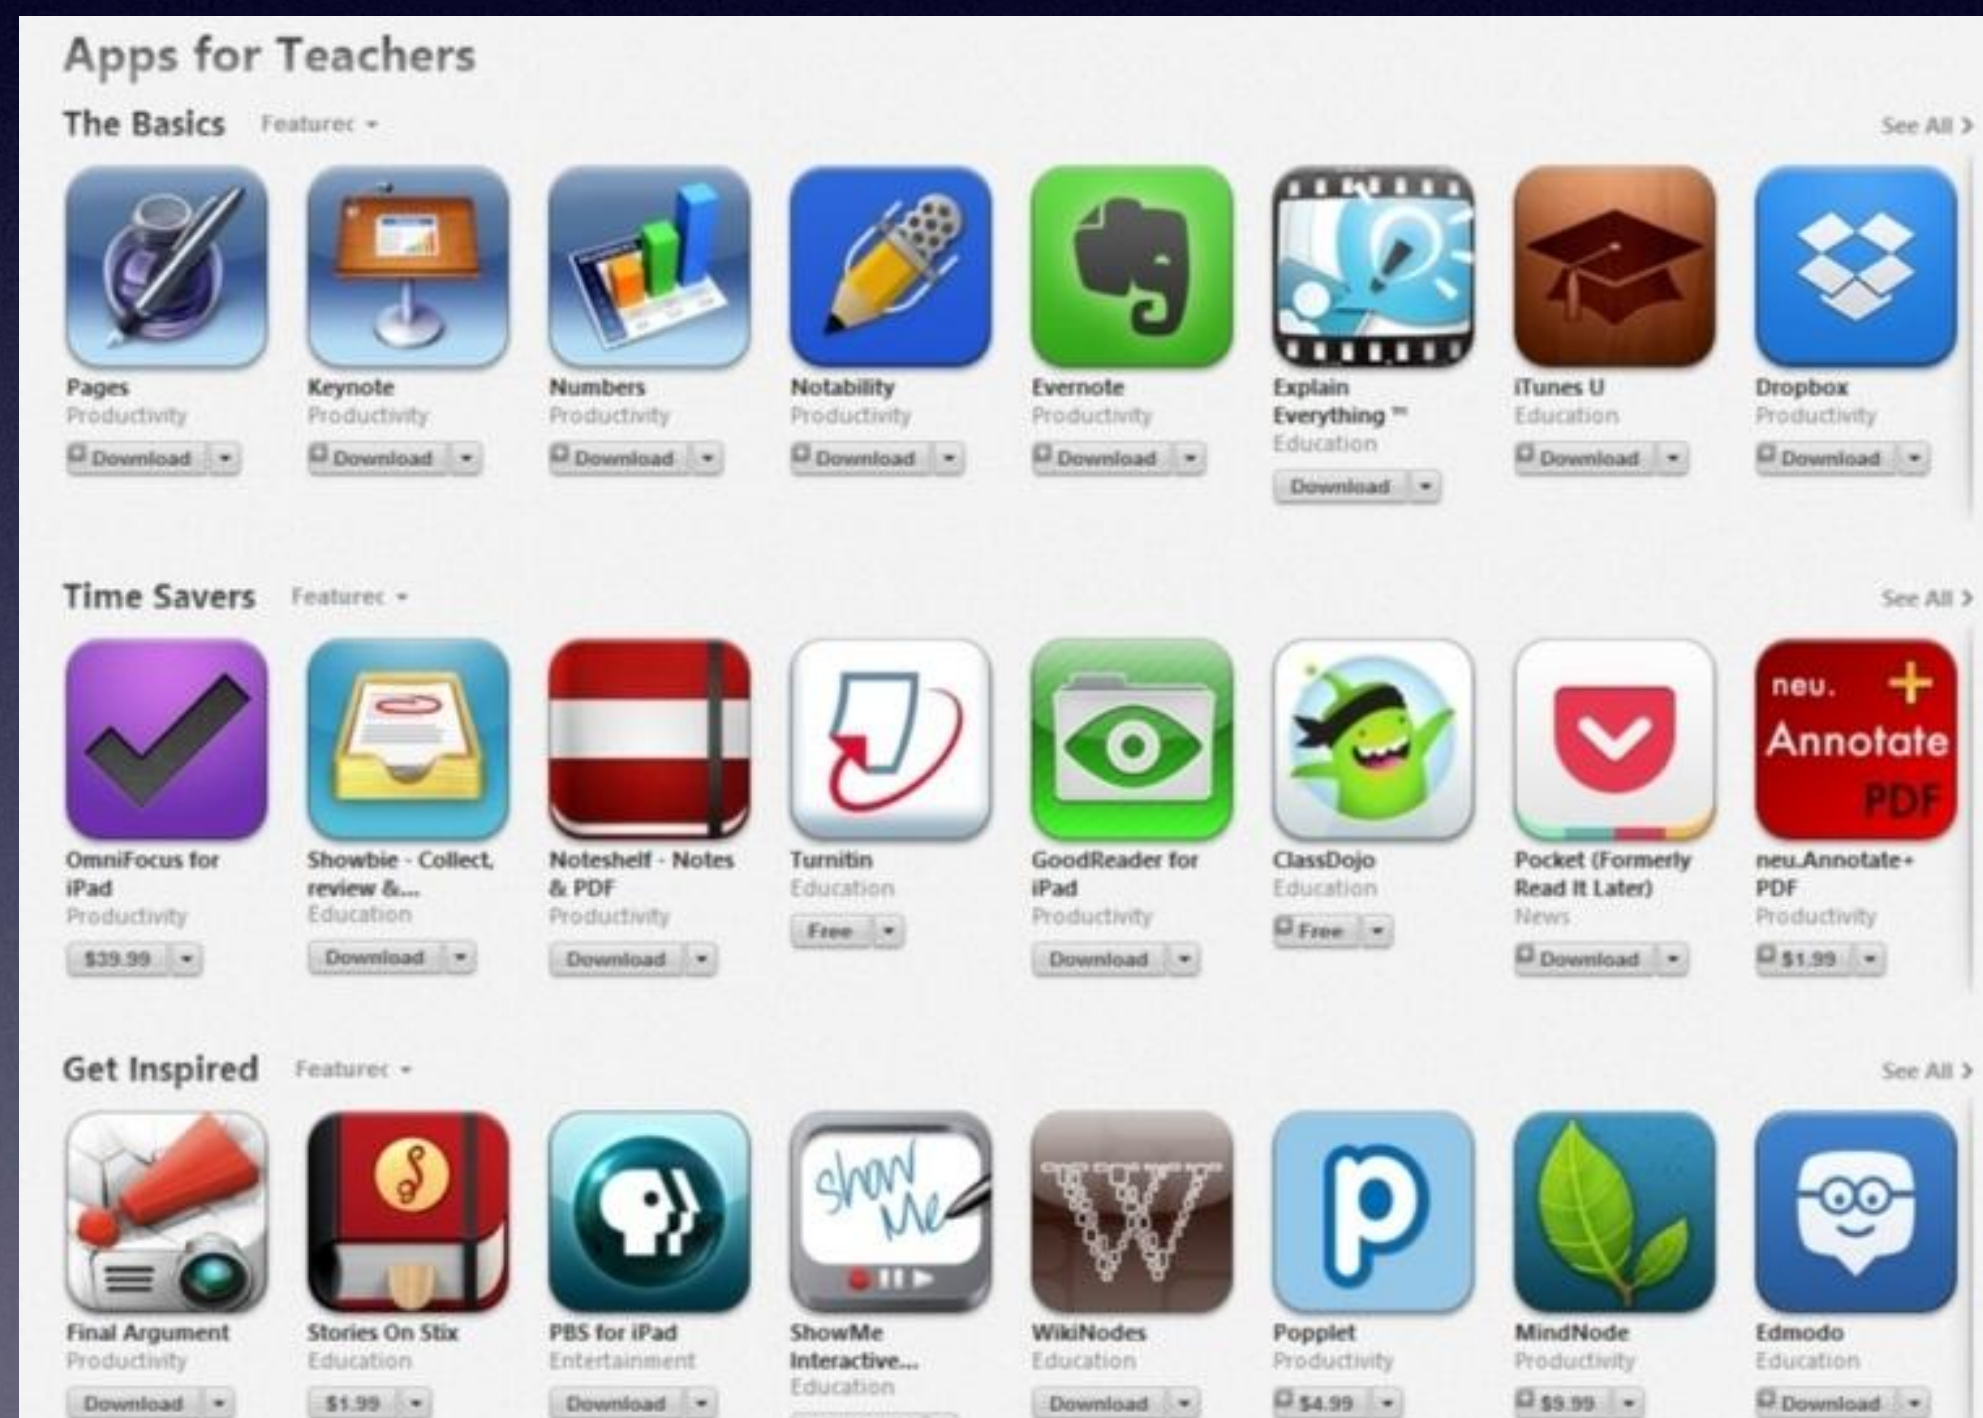 Apps for Teachers
The Basics Featurec
See All >
Pages
Productivity
Download
Keynote
Productivity
Download
Numbers
Productivity
Download
Notability
Productivity
Download
Evernote
Productivity
Download
Explain
Everything ™
Education
Download
iTunes U
Education
Download
Dropbox
Productivity
Download
Time Savers Featurec
See All >
neu.
Annotate
PDF
OmniFocus for
iPad
Productivity
$39.99
Showbie - Collect,
review &...
Education
Download
Noteshelf - Notes
& PDF
Productivity
Download
Turnitin
Education
Free
GoodReader for
iPad
Productivity
Download
ClassDojo
Education
Free
Pocket (Formerly
Read It Later)
News
Download
neu.Annotate+
PDF
Productivity
$1.99
Get Inspired Featurec
See All >
show
Me
W
p
Final Argument
Productivity
Download
Stories On Stix
Education
$1.99
PBS for iPad
Entertainment
Download
ShowMe
Interactive...
Education
WikiNodes
Education
Download
Popplet
Productivity
$4.99
MindNode
Productivity
$9.99
Edmodo
Education
Download